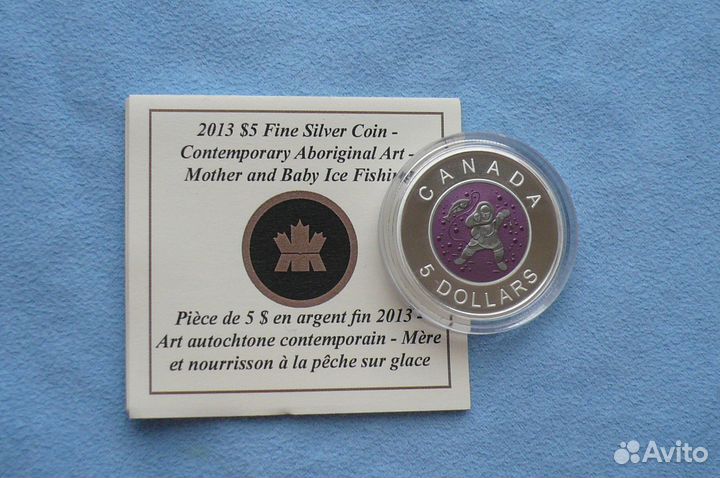 2013 $5 Fine Silver Coin -
Contemporary Aboriginal Art -
Mother and Baby Ice Fishing
Pièce de 5 $ en argent fin 2013 -
Art autochtone contemporain - Mère
et nourrisson à la pêche sur glace
CANADA
5 DOLLARS
Avito